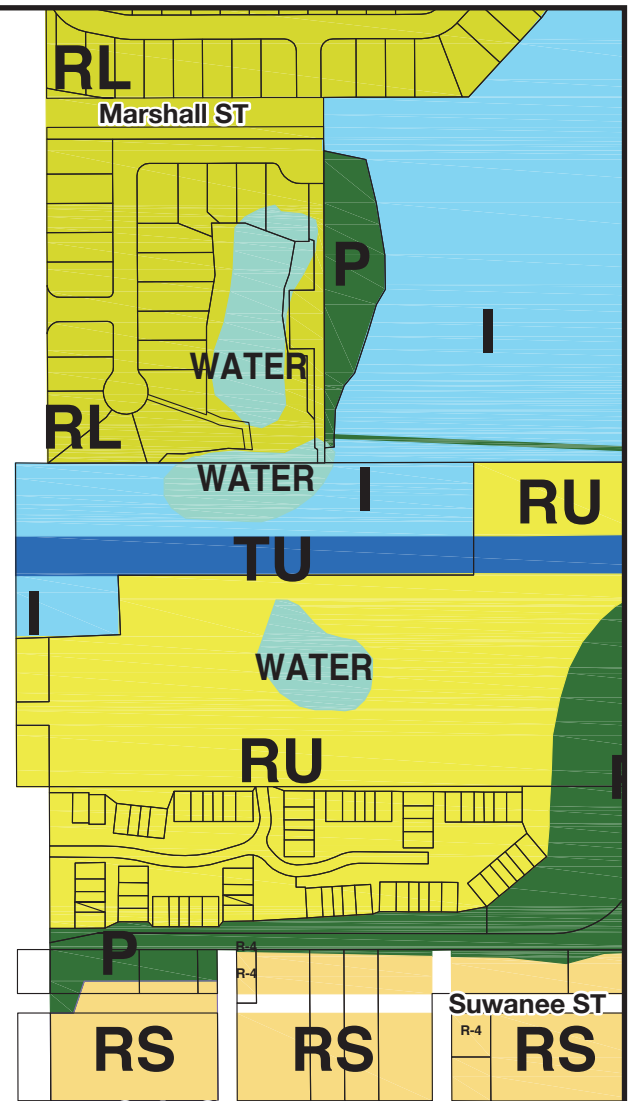 RL
Marshall ST
P
I
WATER
RL
WATER
I
RU
TU
I
WATER
RU
P
R-4
R-4
Suwanee ST
R-4
RS
RS
RS